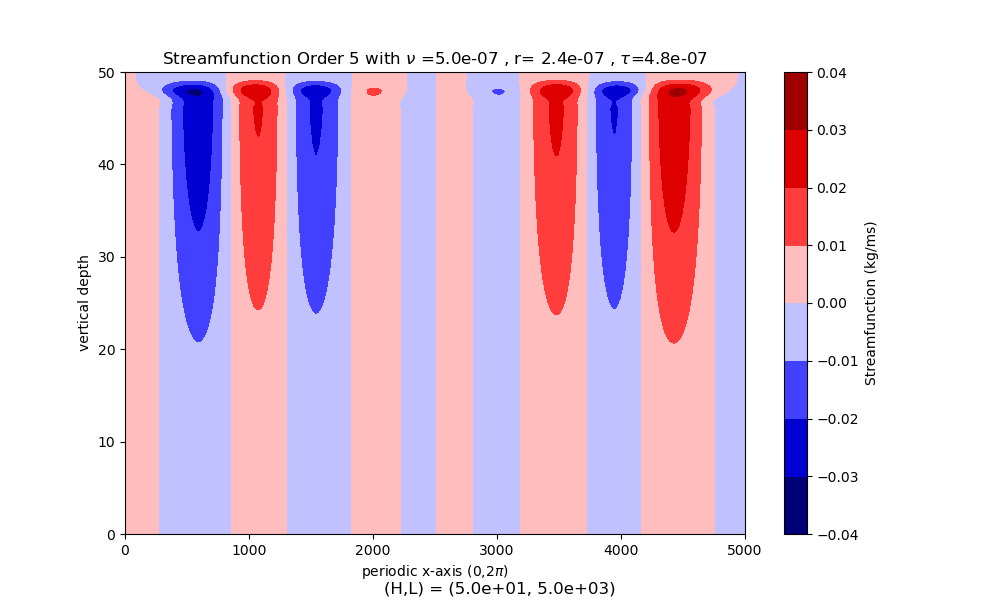 Streamfunction Order 5 with ν =5.0e-07 , r= 2.4e-07 , τ=4.8e-07
50
40
30
20
10
0
vertical depth
0 1000 2000 3000 4000 5000
periodic x-axis (0,2π)
(H,L) = (5.0e+01, 5.0e+03)
0.04
0.03
0.02
0.01
0.00
−0.01
−0.02
−0.03
−0.04
Streamfunction (kg/ms)